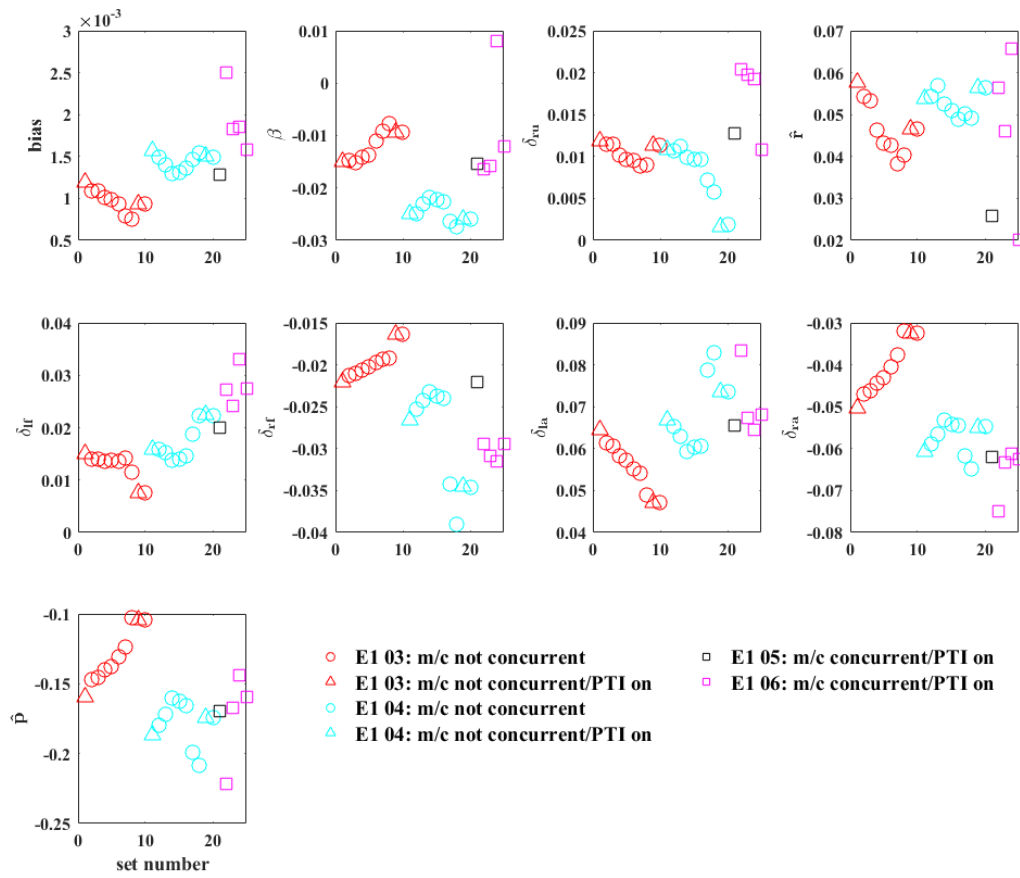 ×10⁻³
3
2.5
2
1.5
1
0.5
0 10 20
bias
0.01
0
-0.01
-0.02
-0.03
0 10 20
β
0.025
0.02
0.015
0.01
0.005
0
0 10 20
δru
0.07
0.06
0.05
0.04
0.03
0.02
0 10 20
r̂
0.04
0.03
0.02
0.01
0
0 10 20
δlf
-0.015
-0.02
-0.025
-0.03
-0.035
-0.04
0 10 20
δrf
0.09
0.08
0.07
0.06
0.05
0.04
0 10 20
δla
-0.03
-0.04
-0.05
-0.06
-0.07
-0.08
0 10 20
δra
-0.1
-0.15
-0.2
-0.25
0 10 20
p̂
set number
E1 03: m/c not concurrent
E1 03: m/c not concurrent/PTI on
E1 04: m/c not concurrent
E1 04: m/c not concurrent/PTI on
E1 05: m/c concurrent/PTI on
E1 06: m/c concurrent/PTI on